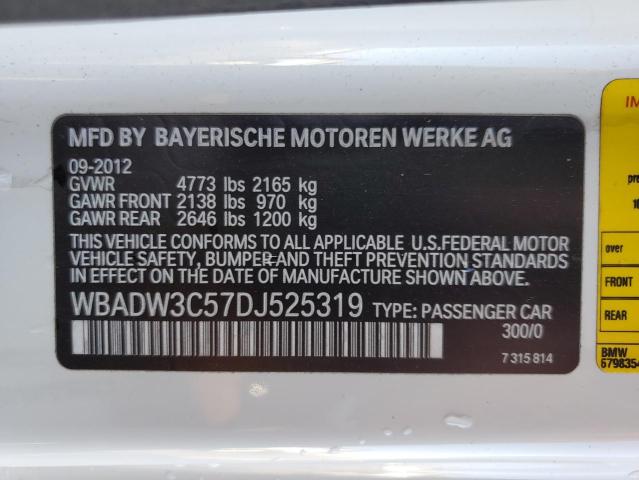 MFD BY BAYERISCHE MOTOREN WERKE AG
09-2012
GVWR 4773 lbs 2165 kg
GAWR FRONT 2138 lbs 970 kg
GAWR REAR 2646 lbs 1200 kg
THIS VEHICLE CONFORMS TO ALL APPLICABLE U.S.FEDERAL MOTOR
VEHICLE SAFETY, BUMPER, AND THEFT PREVENTION STANDARDS
IN EFFECT ON THE DATE OF MANUFACTURE SHOWN ABOVE.
WBADW3C57DJ525319 TYPE: PASSENGER CAR
300/0
7 315 814
over
FRONT
REAR
BMW